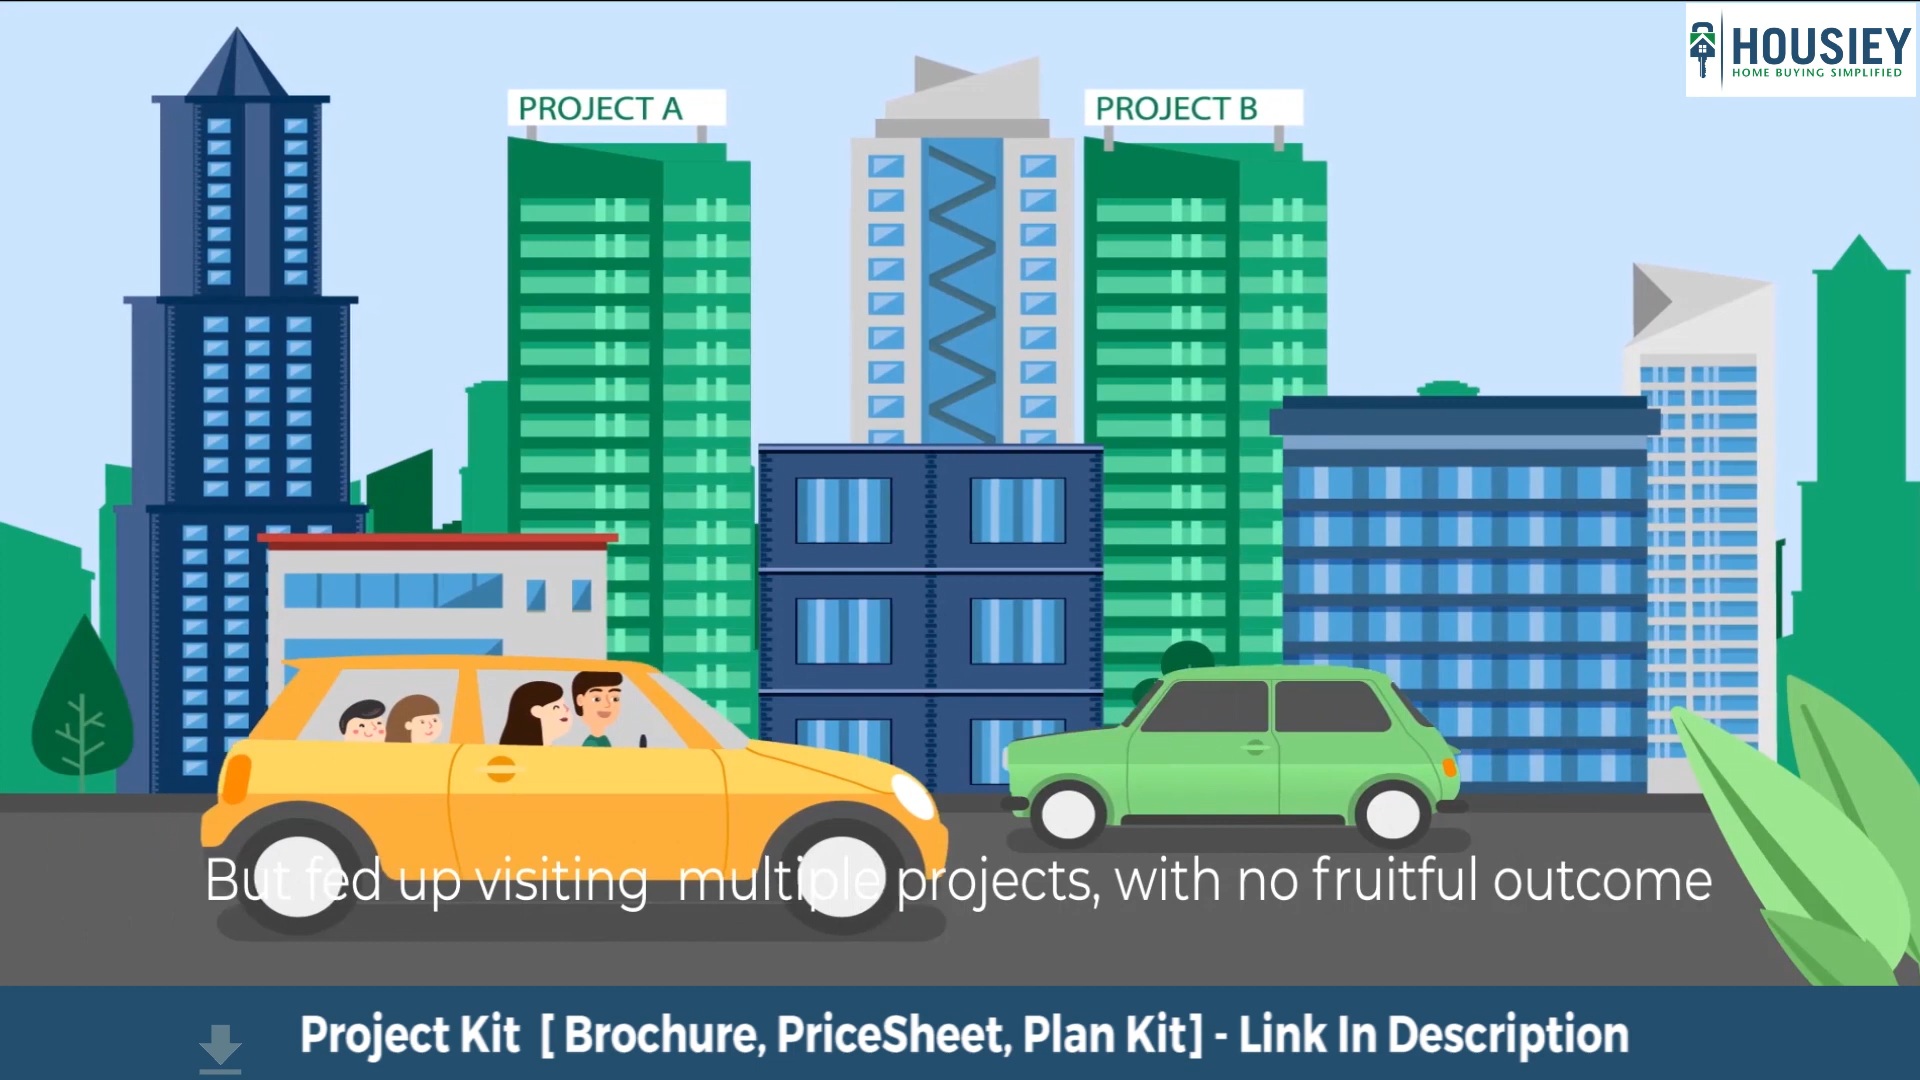 HOUSIEY
HOME BUYING SIMPLIFIED
PROJECT A
PROJECT B
But fed up visiting  multiple projects, with no fruitful outcome
Project Kit  [ Brochure, PriceSheet, Plan Kit] - Link In Description